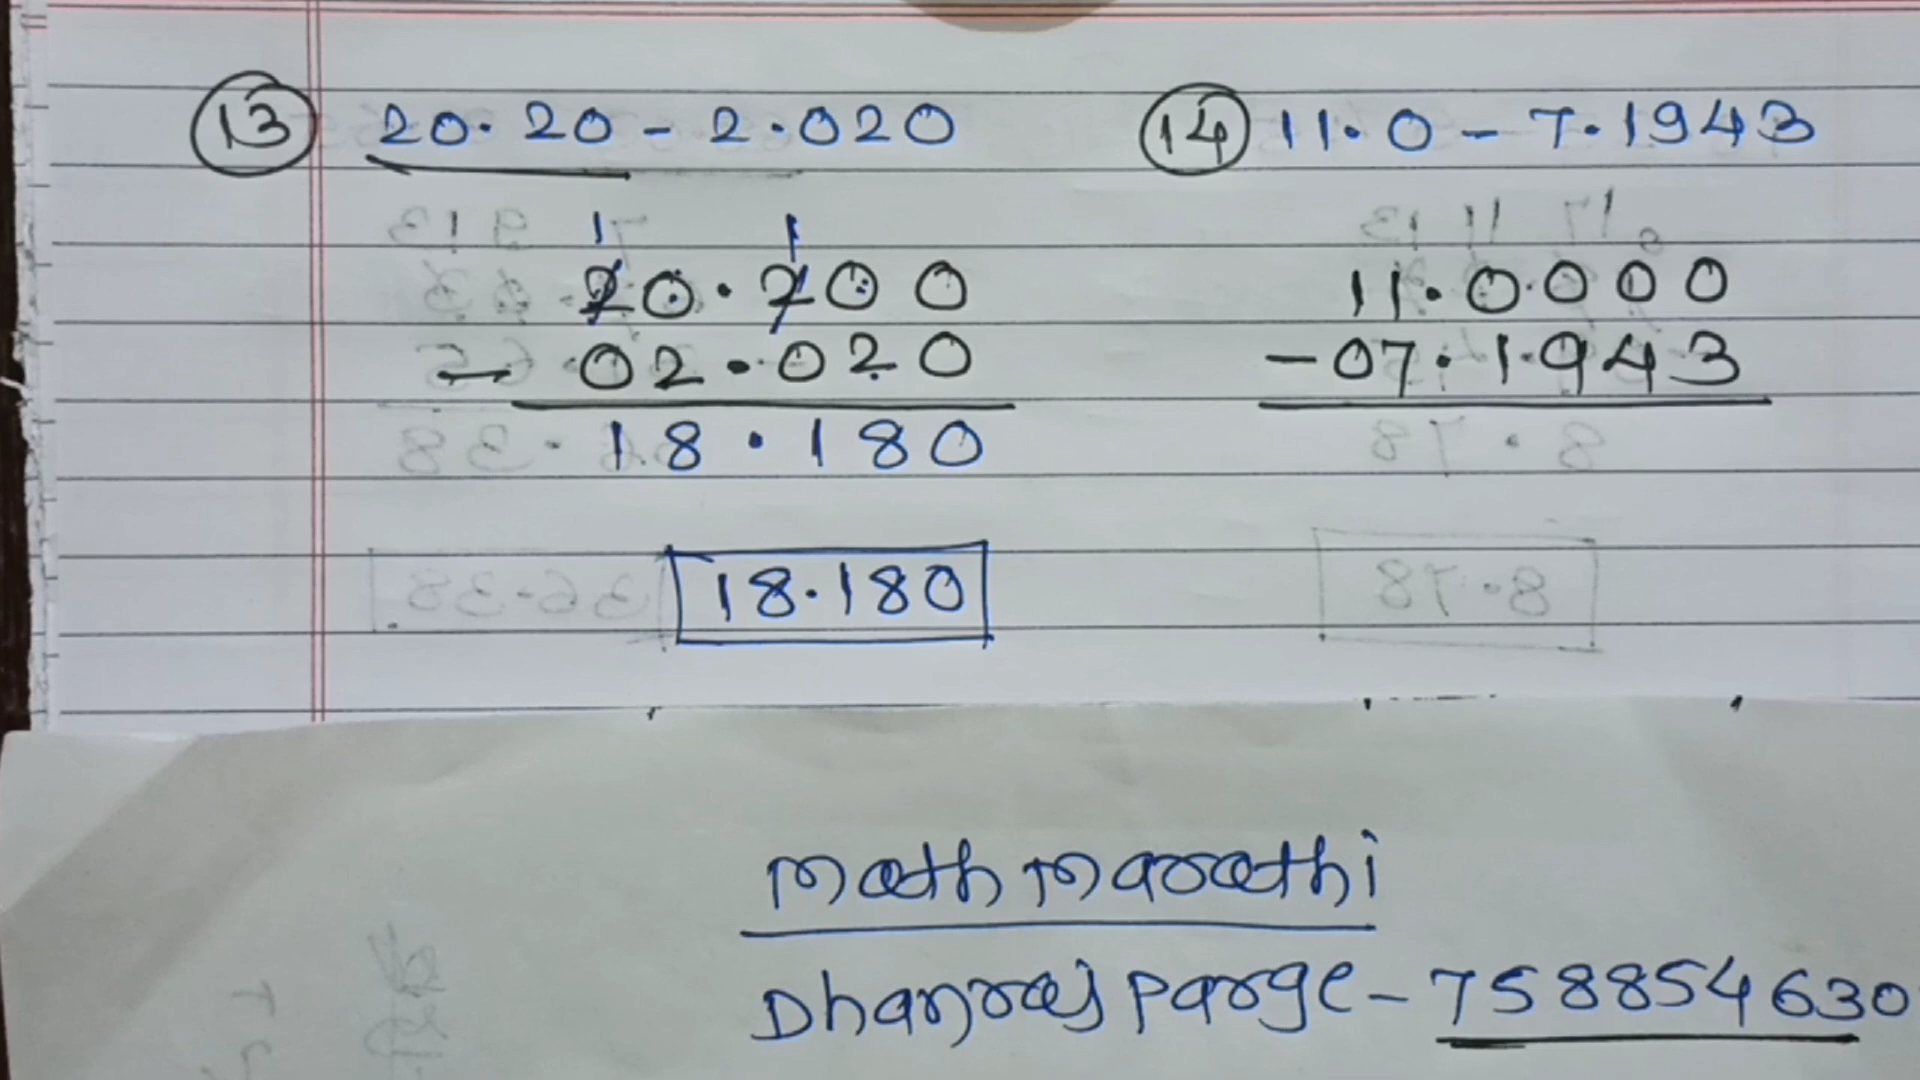 13 20.20 - 2.020
1 1
20.200
- 02.020
18.180
18.180
14 11.0 - 7.1943
11.0000
- 07.1943
Math Marathi
Dhanraj Parge - 758854630